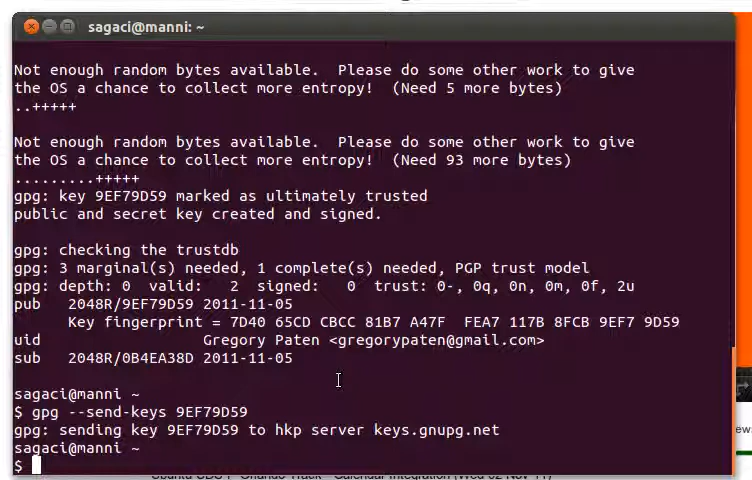 sagaci@manni: ~
Not enough random bytes available.  Please do some other work to give
the OS a chance to collect more entropy!  (Need 5 more bytes)
..+++++
Not enough random bytes available.  Please do some other work to give
the OS a chance to collect more entropy!  (Need 93 more bytes)
.........+++++
gpg: key 9EF79D59 marked as ultimately trusted
public and secret key created and signed.
gpg: checking the trustdb
gpg: 3 marginal(s) needed, 1 complete(s) needed, PGP trust model
gpg: depth: 0  valid:   2  signed:   0  trust: 0-, 0q, 0n, 0m, 0f, 2u
pub   2048R/9EF79D59 2011-11-05
      Key fingerprint = 7D40 65CD CBCC 81B7 A47F  FEA7 117B 8FCB 9EF7 9D59
uid                  Gregory Paten <gregorypaten@gmail.com>
sub   2048R/0B4EA38D 2011-11-05
sagaci@manni ~
$ gpg --send-keys 9EF79D59
gpg: sending key 9EF79D59 to hkp server keys.gnupg.net
sagaci@manni ~
$